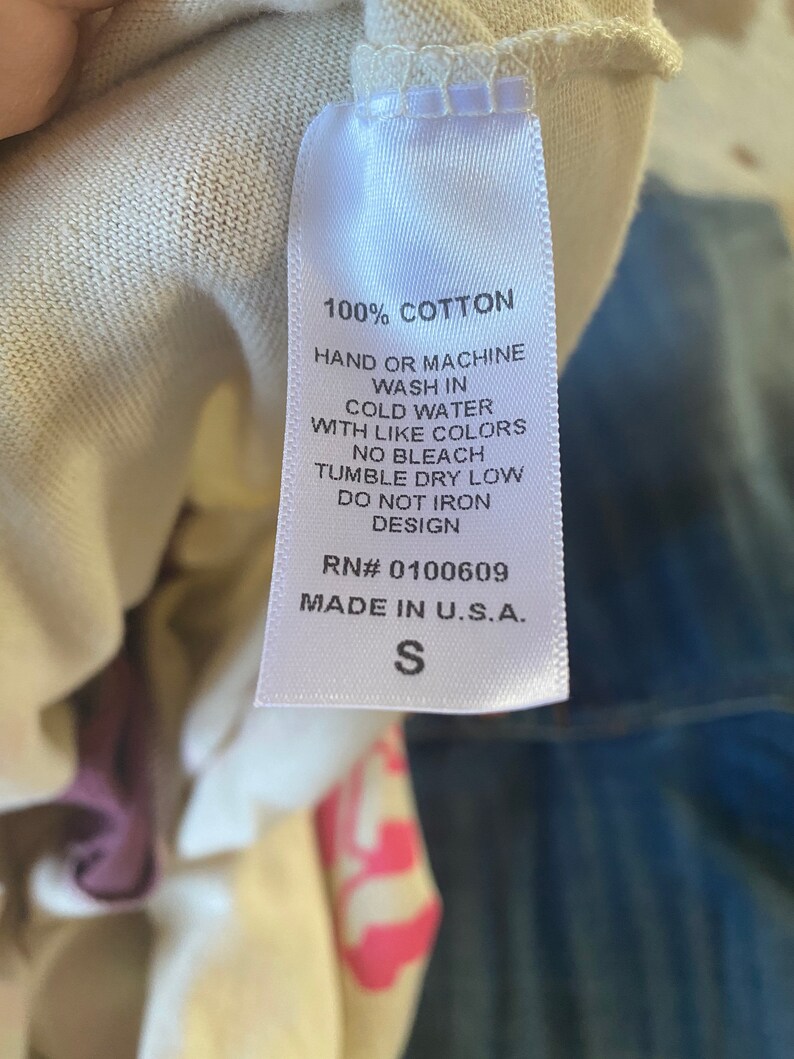 100% COTTON
HAND OR MACHINE
WASH IN
COLD WATER
WITH LIKE COLORS
NO BLEACH
TUMBLE DRY LOW
DO NOT IRON
DESIGN
RN# 0100609
MADE IN U.S.A.
S